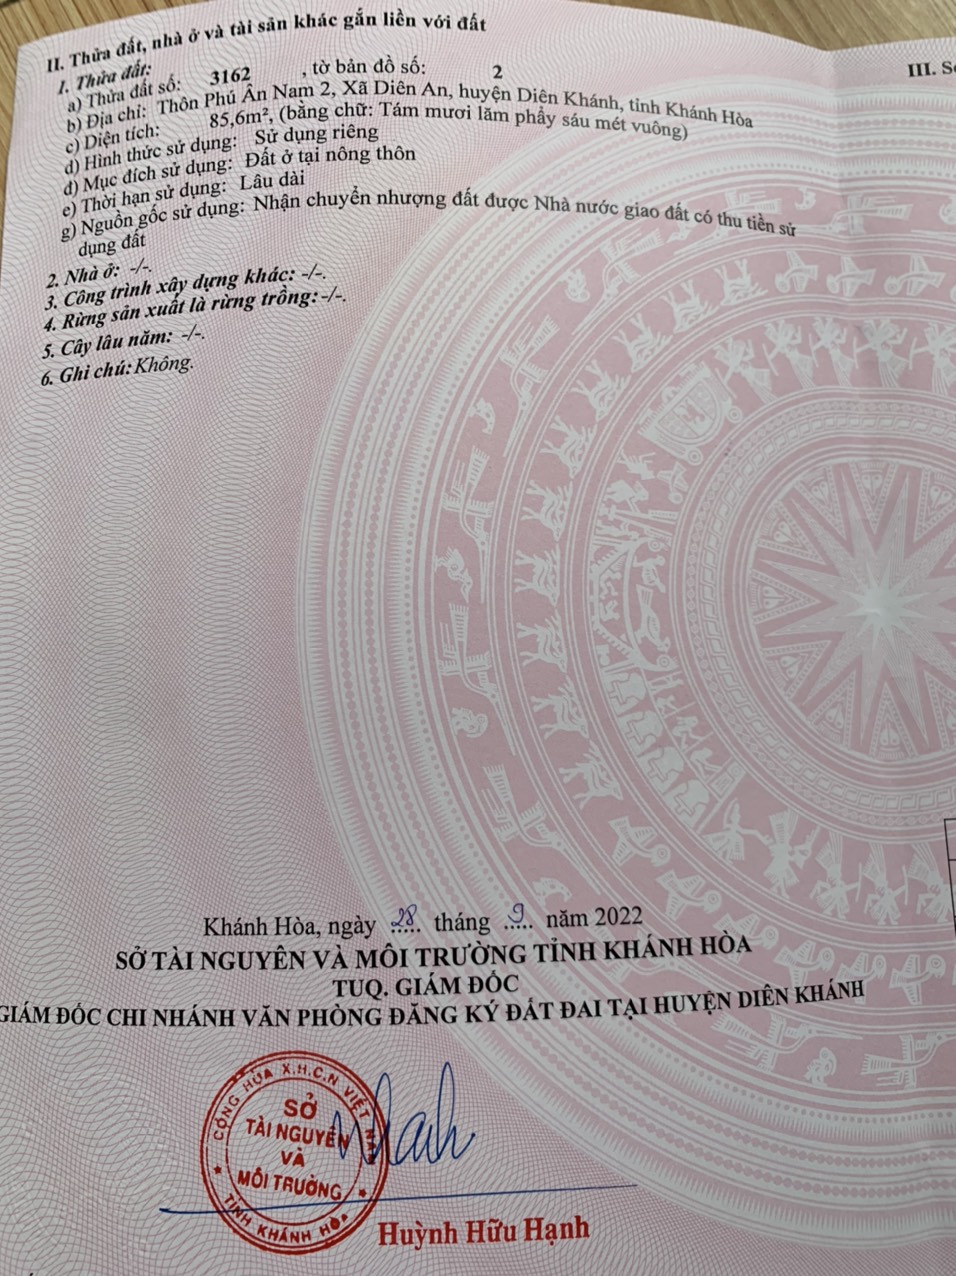 II. Thửa đất, nhà ở và tài sản khác gắn liền với đất
1. Thửa đất:
a) Thửa đất số: 3162 , tờ bản đồ số: 2
b) Địa chỉ: Thôn Phú Ân Nam 2, Xã Diên An, huyện Diên Khánh, tỉnh Khánh Hòa
c) Diện tích: 85,6m², (bằng chữ: Tám mươi lăm phẩy sáu mét vuông)
d) Hình thức sử dụng: Sử dụng riêng
đ) Mục đích sử dụng: Đất ở tại nông thôn
e) Thời hạn sử dụng: Lâu dài
g) Nguồn gốc sử dụng: Nhận chuyển nhượng đất được Nhà nước giao đất có thu tiền sử
dụng đất
2. Nhà ở: -/-.
3. Công trình xây dựng khác: -/-.
4. Rừng sản xuất là rừng trồng: -/-.
5. Cây lâu năm: -/-.
6. Ghi chú: Không.
III. S
Khánh Hòa, ngày 28 tháng 9 năm 2022
SỞ TÀI NGUYÊN VÀ MÔI TRƯỜNG TỈNH KHÁNH HÒA
TUQ. GIÁM ĐỐC
GIÁM ĐỐC CHI NHÁNH VĂN PHÒNG ĐĂNG KÝ ĐẤT ĐAI TẠI HUYỆN DIÊN KHÁNH
CỘNG HÒA X.H.C.N VIỆT NAM
SỞ
TÀI NGUYÊN
VÀ
MÔI TRƯỜNG
TỈNH KHÁNH HÒA
Huỳnh Hữu Hạnh